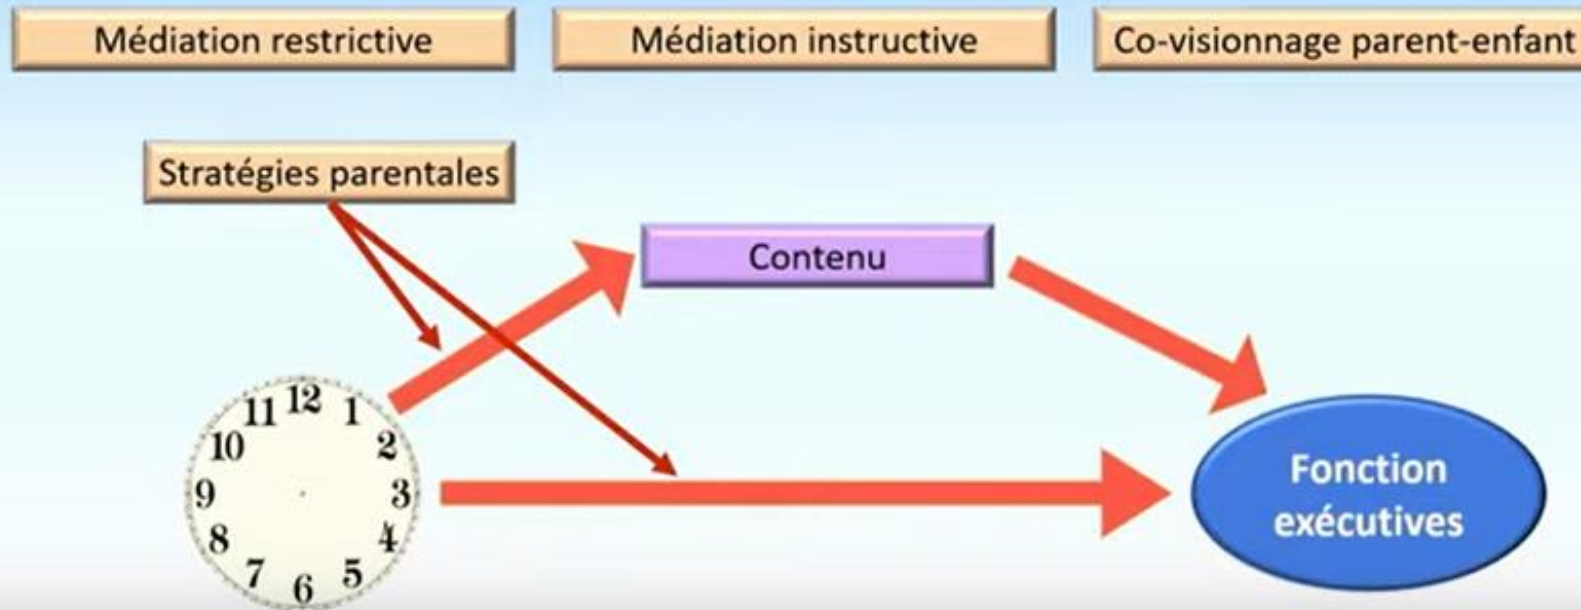 Médiation restrictive
Médiation instructive
Co-visionnage parent-enfant
Stratégies parentales
Contenu
12
1
2
3
4
5
6
7
8
9
10
11
Fonction
exécutives